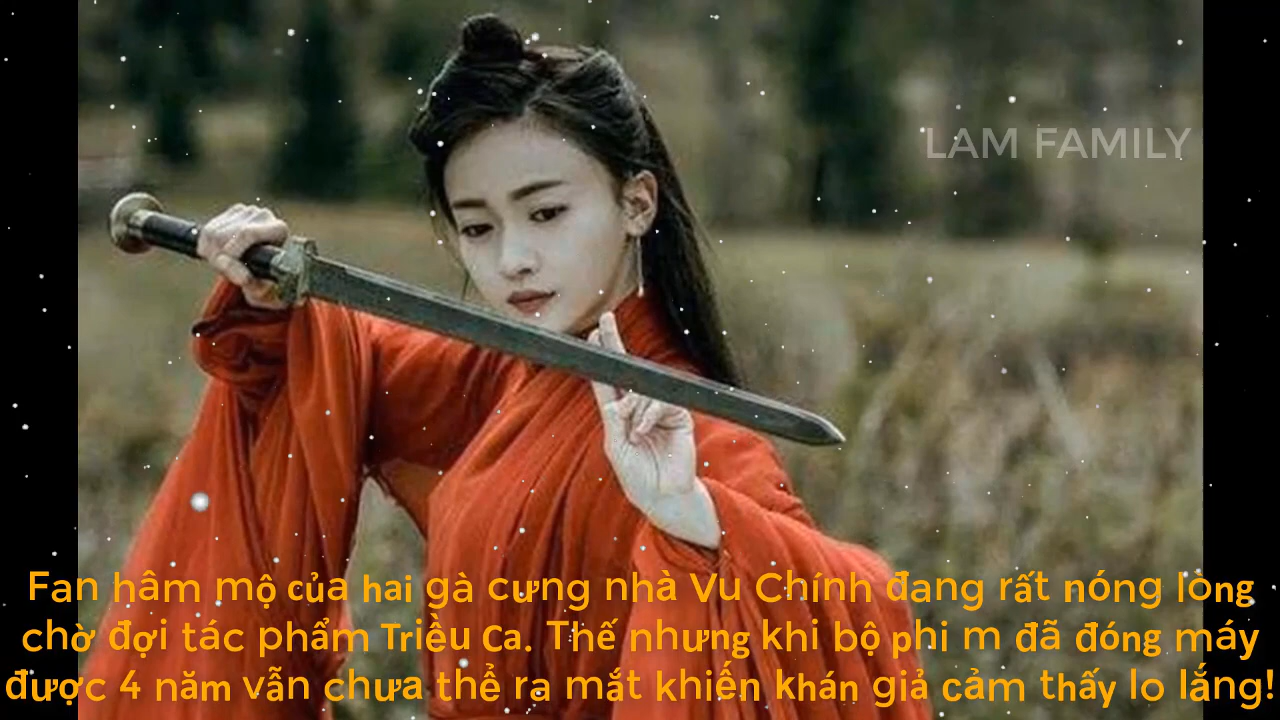 LAM FAMILY
Fan hâm mộ của hai gà cưng nhà Vu Chính đang rất nóng lòng
chờ đợi tác phẩm Triều Ca. Thế nhưng khi bộ phi m đã đóng máy
được 4 năm vẫn chưa thể ra mắt khiến khán giả cảm thấy lo lắng!